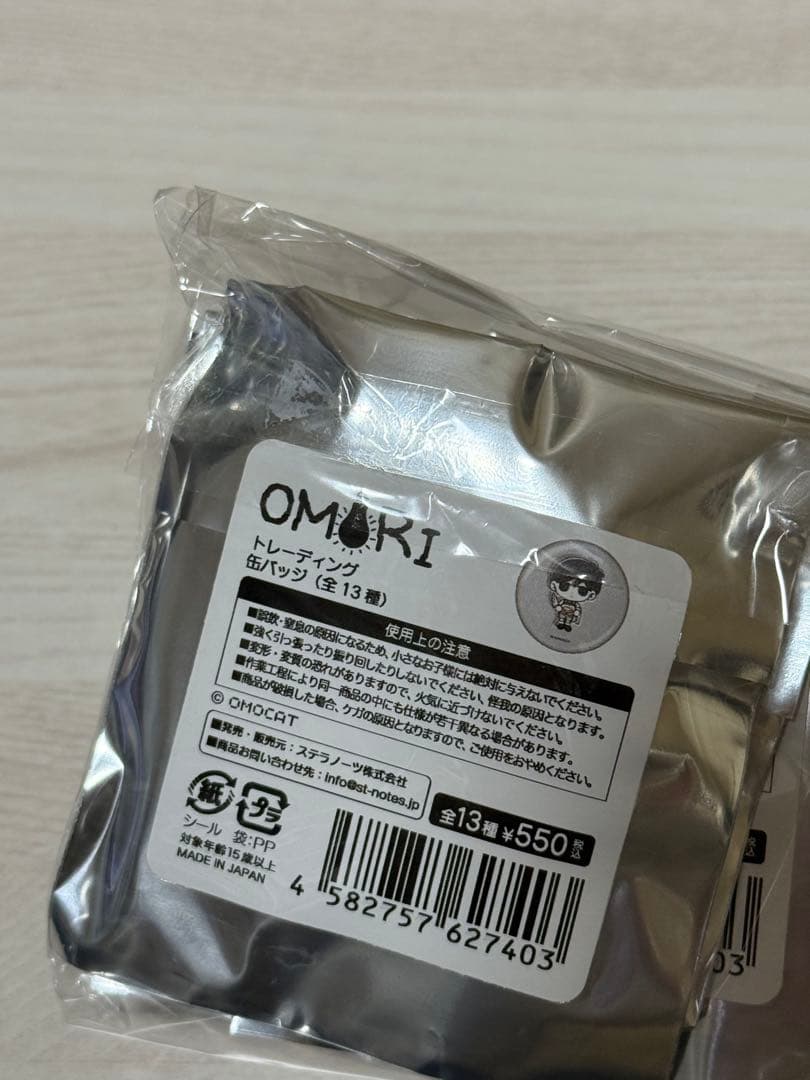 OMORI
トレーディング
缶バッジ（全13種）
使用上の注意
■誤飲・窒息の原因になるため、小さなお子様には絶対に与えないでください。
■強く引っ張ったり振り回したりしないでください、怪我の原因となります。
■変形・変質の恐れがありますので、火気に近づけないでください。
■作業工程により同一商品の中にも仕様が若干異なる場合があります。
■商品が破損した場合、ケガの原因となりますので、ご使用をおやめください。
© OMOCAT
■発売・販売元：ステラノーツ株式会社
■商品お問い合わせ先：info@st-notes.jp
紙 プラ
シール 袋:PP
対象年齢15歳以上
MADE IN JAPAN
全13種 ¥550 税込
4 582757 627403
税込
03